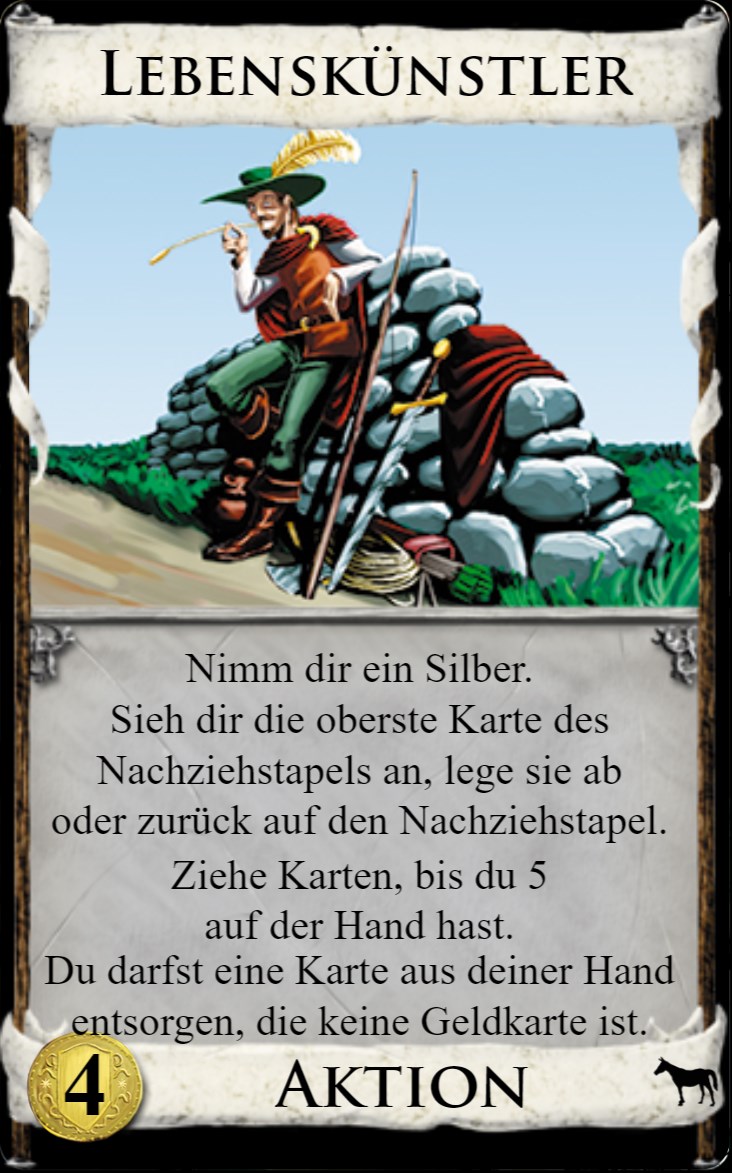 Lebenskünstler
Nimm dir ein Silber.
Sieh dir die oberste Karte des
Nachziehstapels an, lege sie ab
oder zurück auf den Nachziehstapel.
Ziehe Karten, bis du 5
auf der Hand hast.
Du darfst eine Karte aus deiner Hand
entsorgen, die keine Geldkarte ist.
4
Aktion